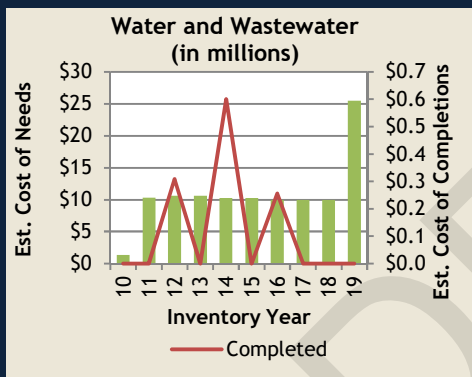 Water and Wastewater
(in millions)
Est. Cost of Needs
$30
$25
$20
$15
$10
$5
$0
$0.7
$0.6
$0.5
$0.4
$0.3
$0.2
$0.1
$0.0
Est. Cost of Completions
10 11 12 13 14 15 16 17 18 19
Inventory Year
Completed